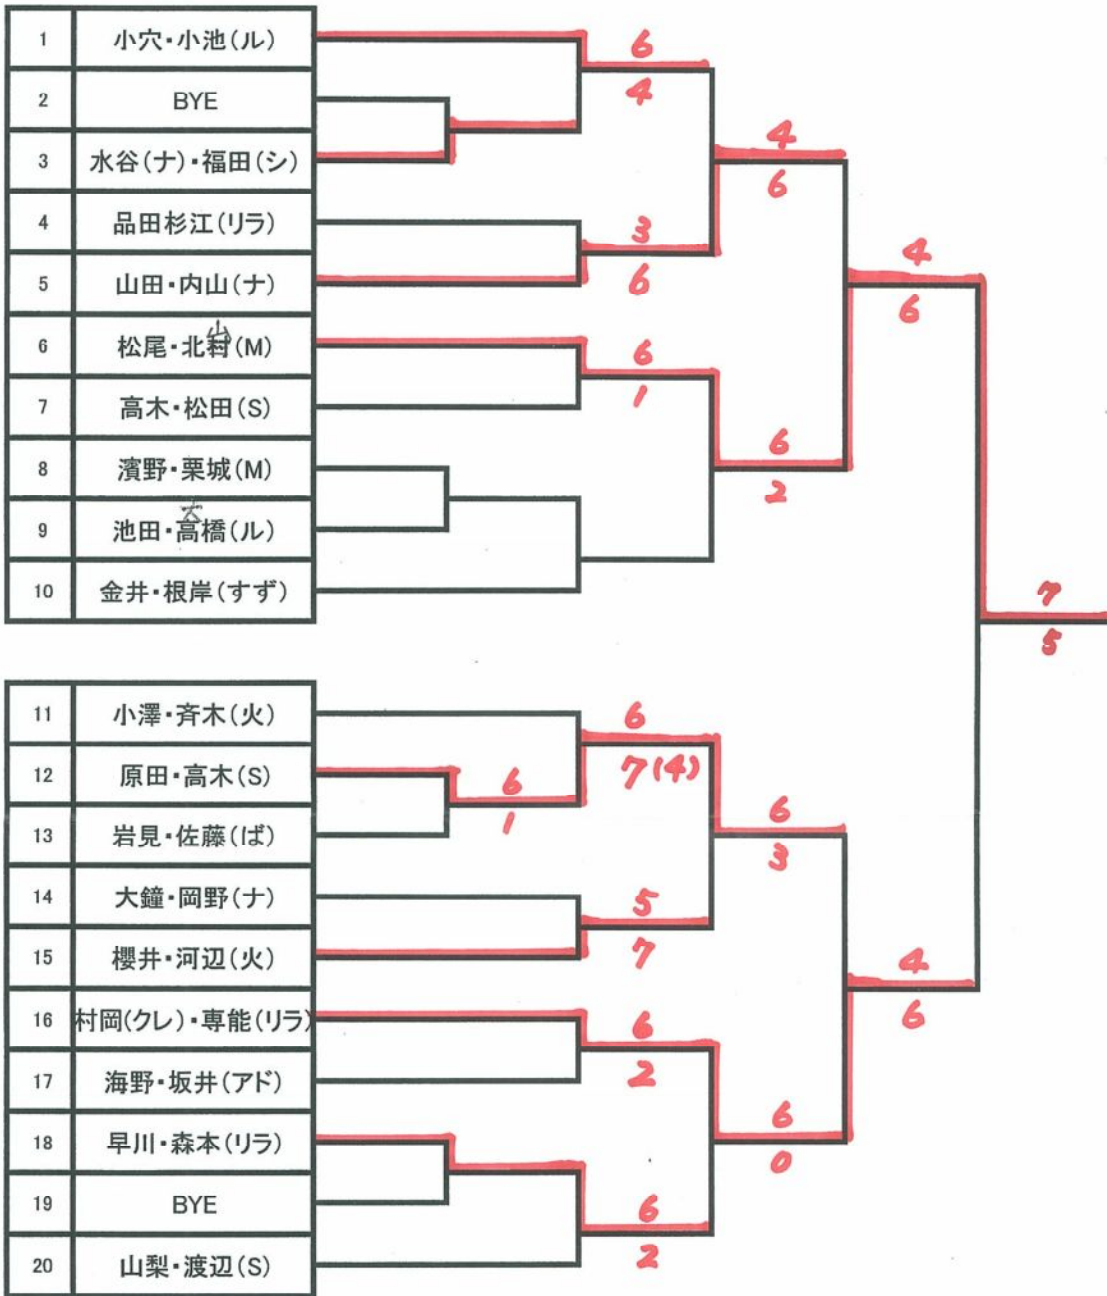 1 小穴・小池(ル)
2 BYE
3 水谷(ナ)・福田(シ)
4 品田杉江(リラ)
5 山田・内山(ナ)
山
6 松尾・北村(M)
7 高木・松田(S)
8 濱野・栗城(M)
9 池田・高橋(ル)
10 金井・根岸(すず)
6
4
4
6
3
6
4
6
6
1
6
2
7
5
11 小澤・斉木(火)
12 原田・高木(S)
13 岩見・佐藤(ば)
14 大鐘・岡野(ナ)
15 櫻井・河辺(火)
16 村岡(クレ)・専能(リラ)
17 海野・坂井(アド)
18 早川・森本(リラ)
19 BYE
20 山梨・渡辺(S)
6
7(4)
6
1
6
3
5
7
4
6
6
2
6
0
6
2